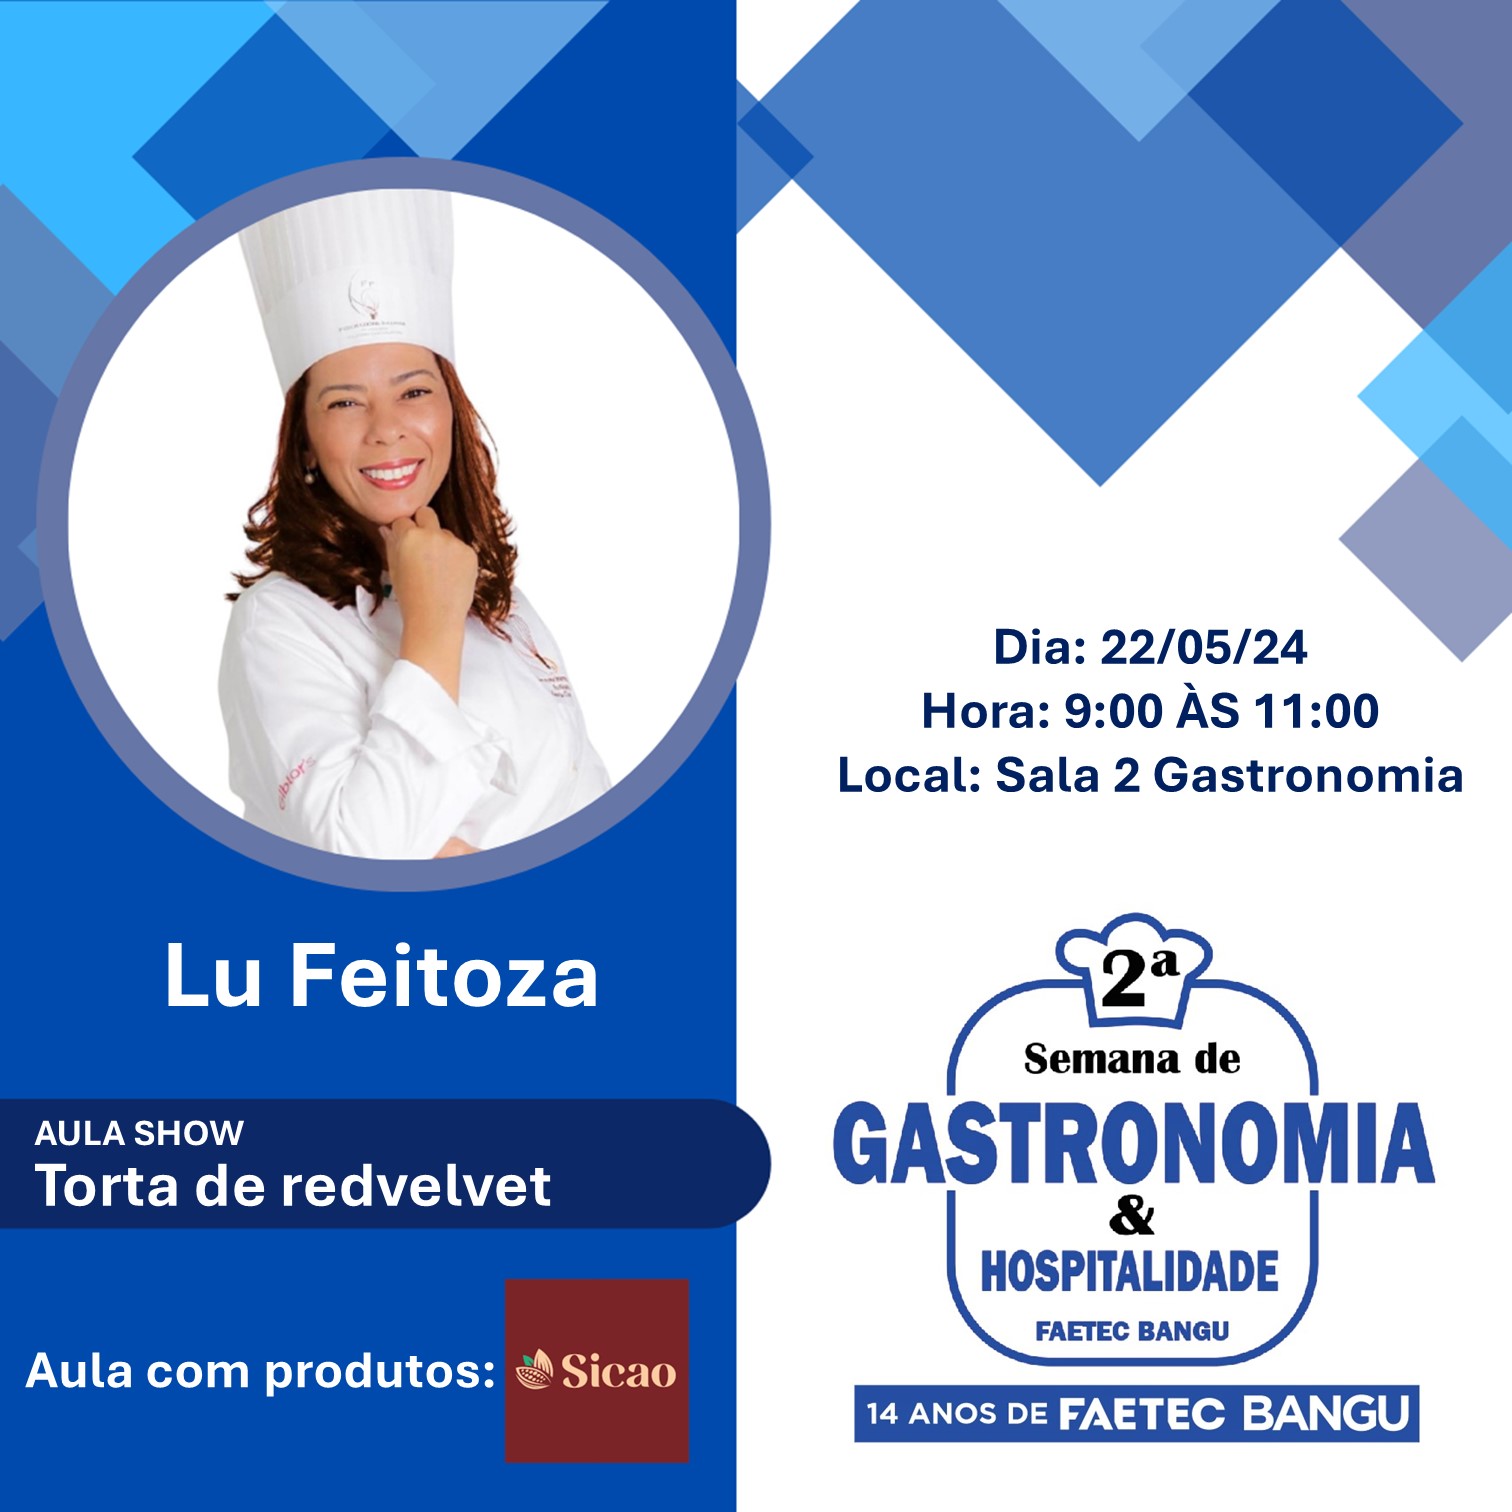 Lu Feitoza
AULA SHOW
Torta de redvelvet
Aula com produtos:
Sicao
Dia: 22/05/24
Hora: 9:00 ÀS 11:00
Local: Sala 2 Gastronomia
2ª
Semana de
GASTRONOMIA
&
HOSPITALIDADE
FAETEC BANGU
14 ANOS DE FAETEC BANGU